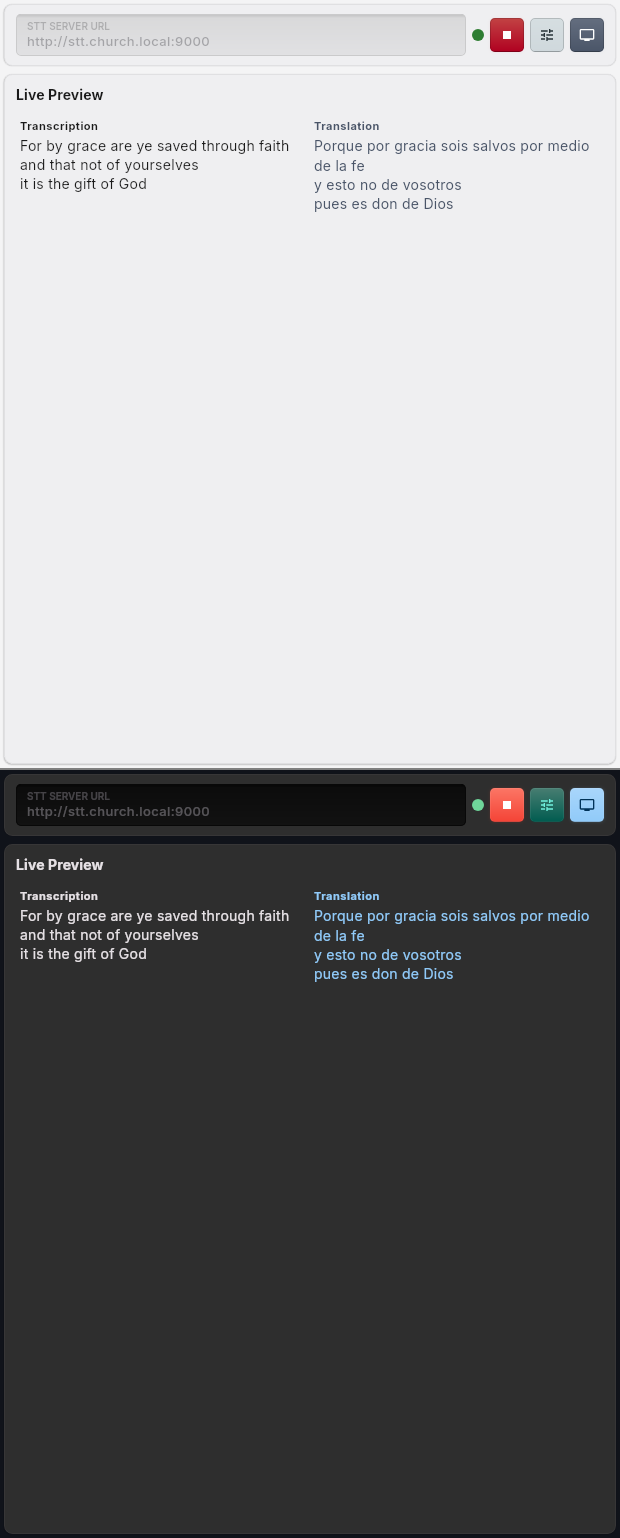 STT SERVER URL
http://stt.church.local:9000
Live Preview
Transcription
For by grace are ye saved through faith
and that not of yourselves
it is the gift of God
Translation
Porque por gracia sois salvos por medio
de la fe
y esto no de vosotros
pues es don de Dios
STT SERVER URL
http://stt.church.local:9000
Live Preview
Transcription
For by grace are ye saved through faith
and that not of yourselves
it is the gift of God
Translation
Porque por gracia sois salvos por medio
de la fe
y esto no de vosotros
pues es don de Dios